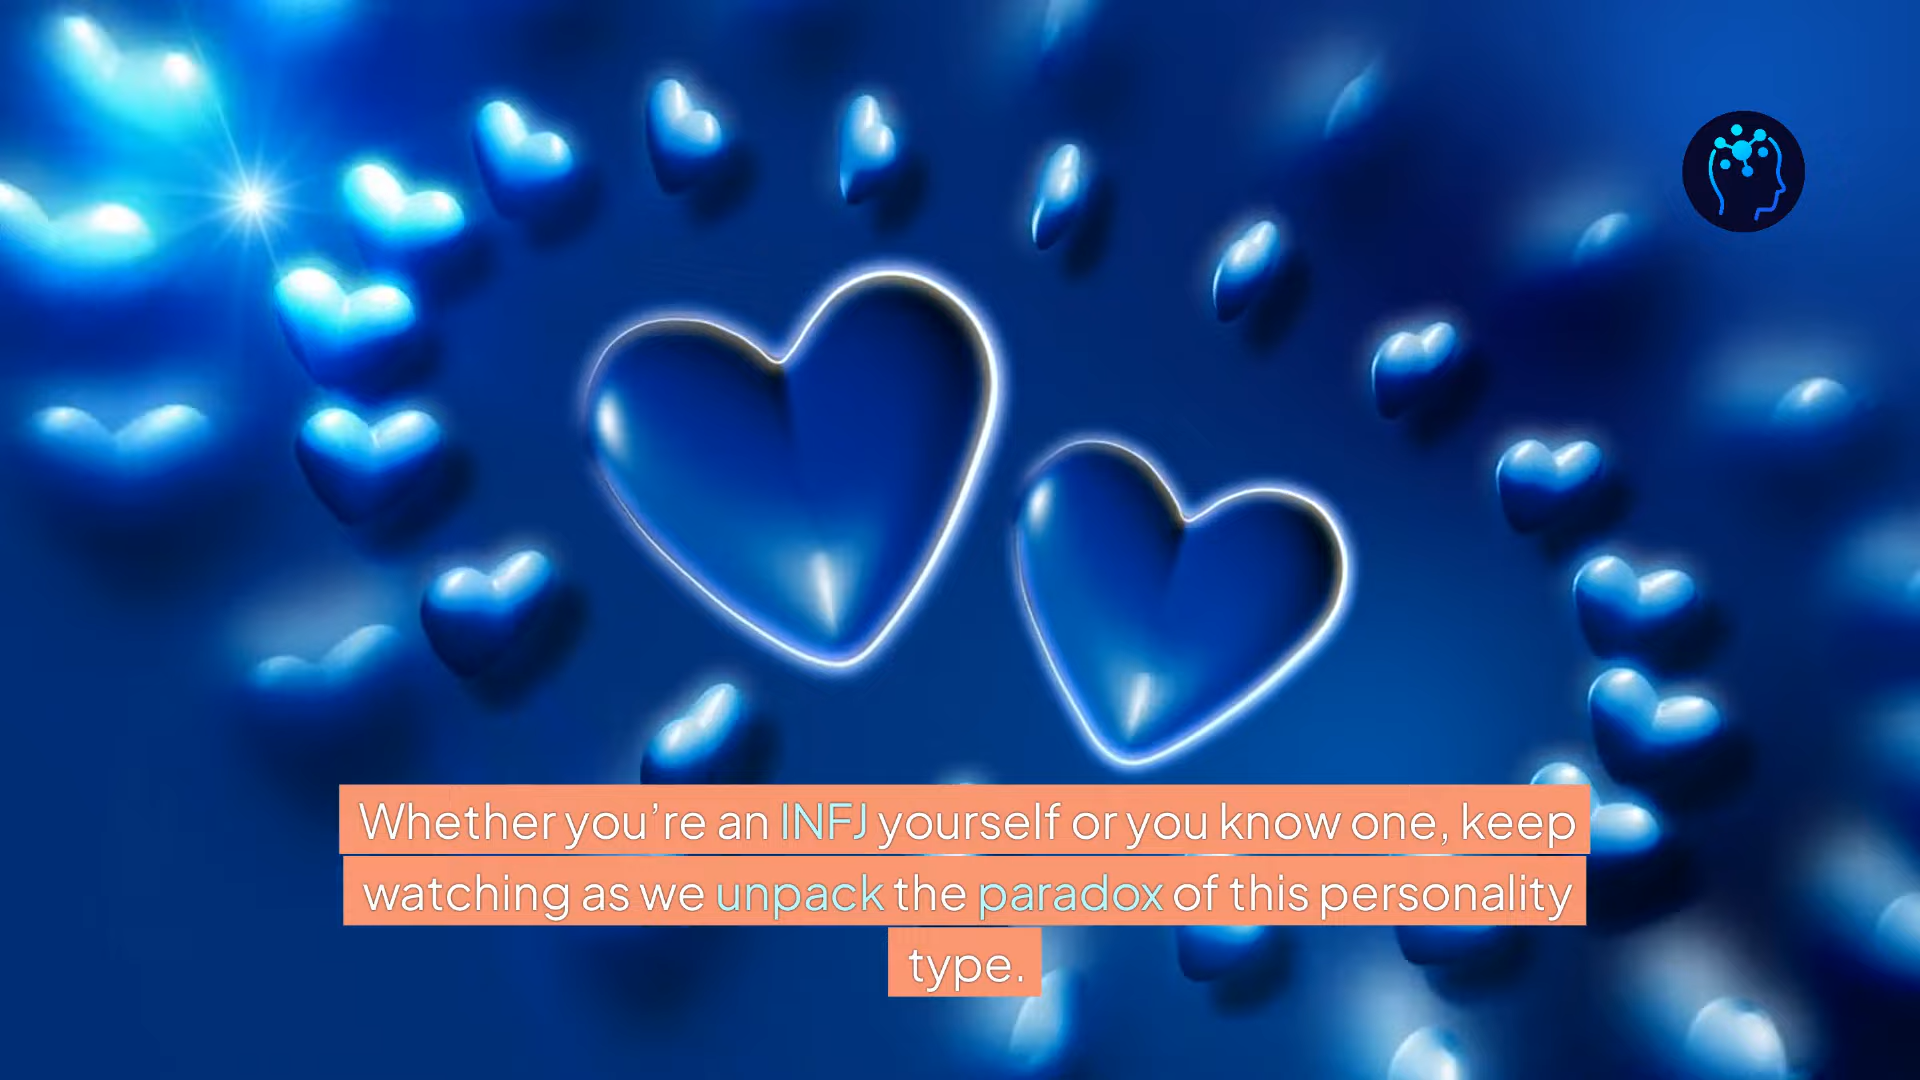 Whether you’re an INFJ yourself or you know one, keep
watching as we unpack the paradox of this personality
type.